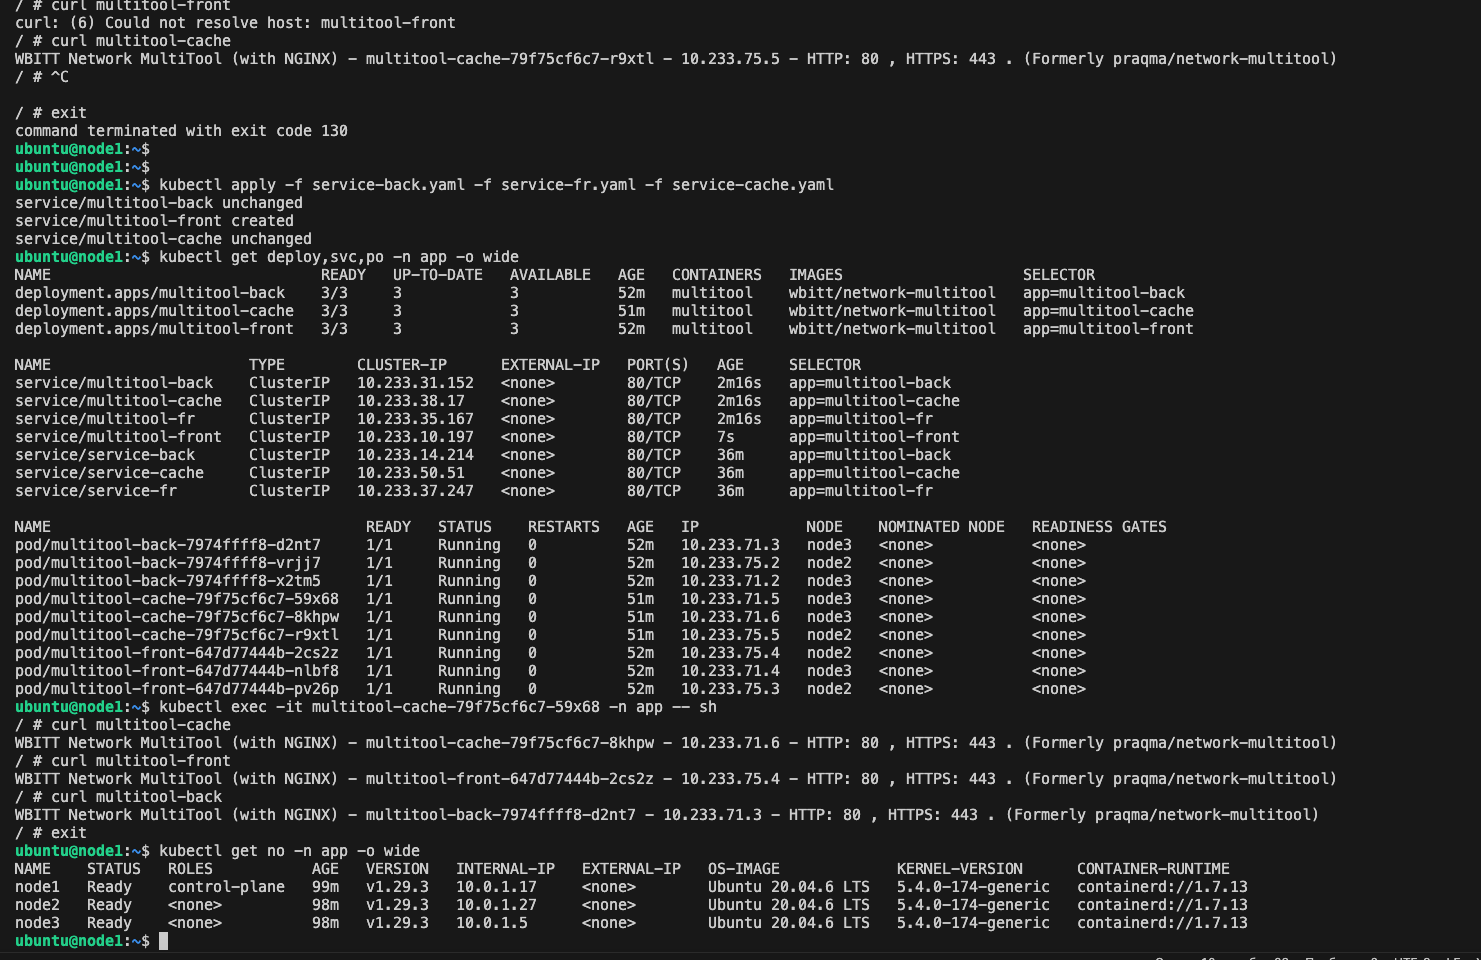 / # curl multitool-front
curl: (6) Could not resolve host: multitool-front
/ # curl multitool-cache
WBITT Network MultiTool (with NGINX) - multitool-cache-79f75cf6c7-r9xtl - 10.233.75.5 - HTTP: 80 , HTTPS: 443 . (Formerly praqma/network-multitool)
/ # ^C
/ # exit
command terminated with exit code 130
ubuntu@node1:~$
ubuntu@node1:~$
ubuntu@node1:~$ kubectl apply -f service-back.yaml -f service-fr.yaml -f service-cache.yaml
service/multitool-back unchanged
service/multitool-front created
service/multitool-cache unchanged
ubuntu@node1:~$ kubectl get deploy,svc,po -n app -o wide
NAME READY UP-TO-DATE AVAILABLE AGE CONTAINERS IMAGES SELECTOR
deployment.apps/multitool-back 3/3 3 3 52m multitool wbitt/network-multitool app=multitool-back
deployment.apps/multitool-cache 3/3 3 3 51m multitool wbitt/network-multitool app=multitool-cache
deployment.apps/multitool-front 3/3 3 3 52m multitool wbitt/network-multitool app=multitool-front
NAME TYPE CLUSTER-IP EXTERNAL-IP PORT(S) AGE SELECTOR
service/multitool-back ClusterIP 10.233.31.152 <none> 80/TCP 2m16s app=multitool-back
service/multitool-cache ClusterIP 10.233.38.17 <none> 80/TCP 2m16s app=multitool-cache
service/multitool-fr ClusterIP 10.233.35.167 <none> 80/TCP 2m16s app=multitool-fr
service/multitool-front ClusterIP 10.233.10.197 <none> 80/TCP 7s app=multitool-front
service/service-back ClusterIP 10.233.14.214 <none> 80/TCP 36m app=multitool-back
service/service-cache ClusterIP 10.233.50.51 <none> 80/TCP 36m app=multitool-cache
service/service-fr ClusterIP 10.233.37.247 <none> 80/TCP 36m app=multitool-fr
NAME READY STATUS RESTARTS AGE IP NODE NOMINATED NODE READINESS GATES
pod/multitool-back-7974ffff8-d2nt7 1/1 Running 0 52m 10.233.71.3 node3 <none> <none>
pod/multitool-back-7974ffff8-vrjj7 1/1 Running 0 52m 10.233.75.2 node2 <none> <none>
pod/multitool-back-7974ffff8-x2tm5 1/1 Running 0 52m 10.233.71.2 node3 <none> <none>
pod/multitool-cache-79f75cf6c7-59x68 1/1 Running 0 51m 10.233.71.5 node3 <none> <none>
pod/multitool-cache-79f75cf6c7-8khpw 1/1 Running 0 51m 10.233.71.6 node3 <none> <none>
pod/multitool-cache-79f75cf6c7-r9xtl 1/1 Running 0 51m 10.233.75.5 node2 <none> <none>
pod/multitool-front-647d77444b-2cs2z 1/1 Running 0 52m 10.233.75.4 node2 <none> <none>
pod/multitool-front-647d77444b-nlbf8 1/1 Running 0 52m 10.233.71.4 node3 <none> <none>
pod/multitool-front-647d77444b-pv26p 1/1 Running 0 52m 10.233.75.3 node2 <none> <none>
ubuntu@node1:~$ kubectl exec -it multitool-cache-79f75cf6c7-59x68 -n app -- sh
/ # curl multitool-cache
WBITT Network MultiTool (with NGINX) - multitool-cache-79f75cf6c7-8khpw - 10.233.71.6 - HTTP: 80 , HTTPS: 443 . (Formerly praqma/network-multitool)
/ # curl multitool-front
WBITT Network MultiTool (with NGINX) - multitool-front-647d77444b-2cs2z - 10.233.75.4 - HTTP: 80 , HTTPS: 443 . (Formerly praqma/network-multitool)
/ # curl multitool-back
WBITT Network MultiTool (with NGINX) - multitool-back-7974ffff8-d2nt7 - 10.233.71.3 - HTTP: 80 , HTTPS: 443 . (Formerly praqma/network-multitool)
/ # exit
ubuntu@node1:~$ kubectl get no -n app -o wide
NAME STATUS ROLES AGE VERSION INTERNAL-IP EXTERNAL-IP OS-IMAGE KERNEL-VERSION CONTAINER-RUNTIME
node1 Ready control-plane 99m v1.29.3 10.0.1.17 <none> Ubuntu 20.04.6 LTS 5.4.0-174-generic containerd://1.7.13
node2 Ready <none> 98m v1.29.3 10.0.1.27 <none> Ubuntu 20.04.6 LTS 5.4.0-174-generic containerd://1.7.13
node3 Ready <none> 98m v1.29.3 10.0.1.5 <none> Ubuntu 20.04.6 LTS 5.4.0-174-generic containerd://1.7.13
ubuntu@node1:~$